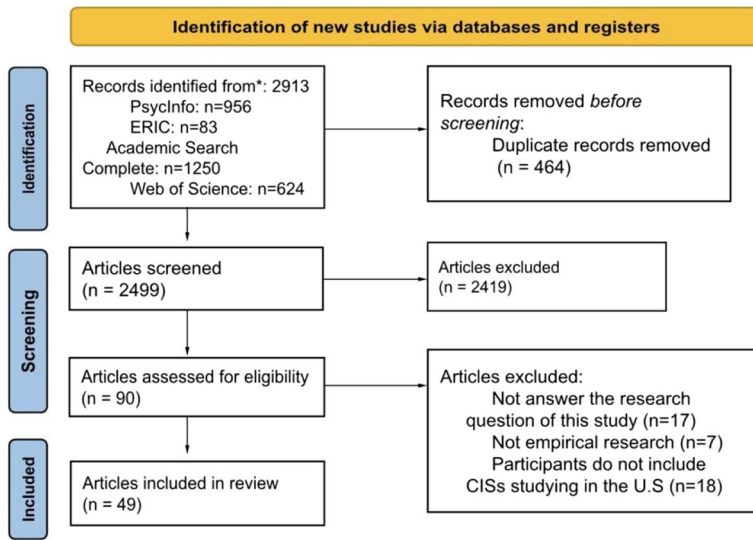 Identification of new studies via databases and registers
Identification
Records identified from*: 2913
PsycInfo: n=956
ERIC: n=83
Academic Search
Complete: n=1250
Web of Science: n=624
Records removed before
screening:
Duplicate records removed
(n = 464)
Screening
Articles screened
(n = 2499)
Articles excluded
(n = 2419)
Articles assessed for eligibility
(n = 90)
Articles excluded:
Not answer the research
question of this study (n=17)
Not empirical research (n=7)
Participants do not include
CISs studying in the U.S (n=18)
Included
Articles included in review
(n = 49)